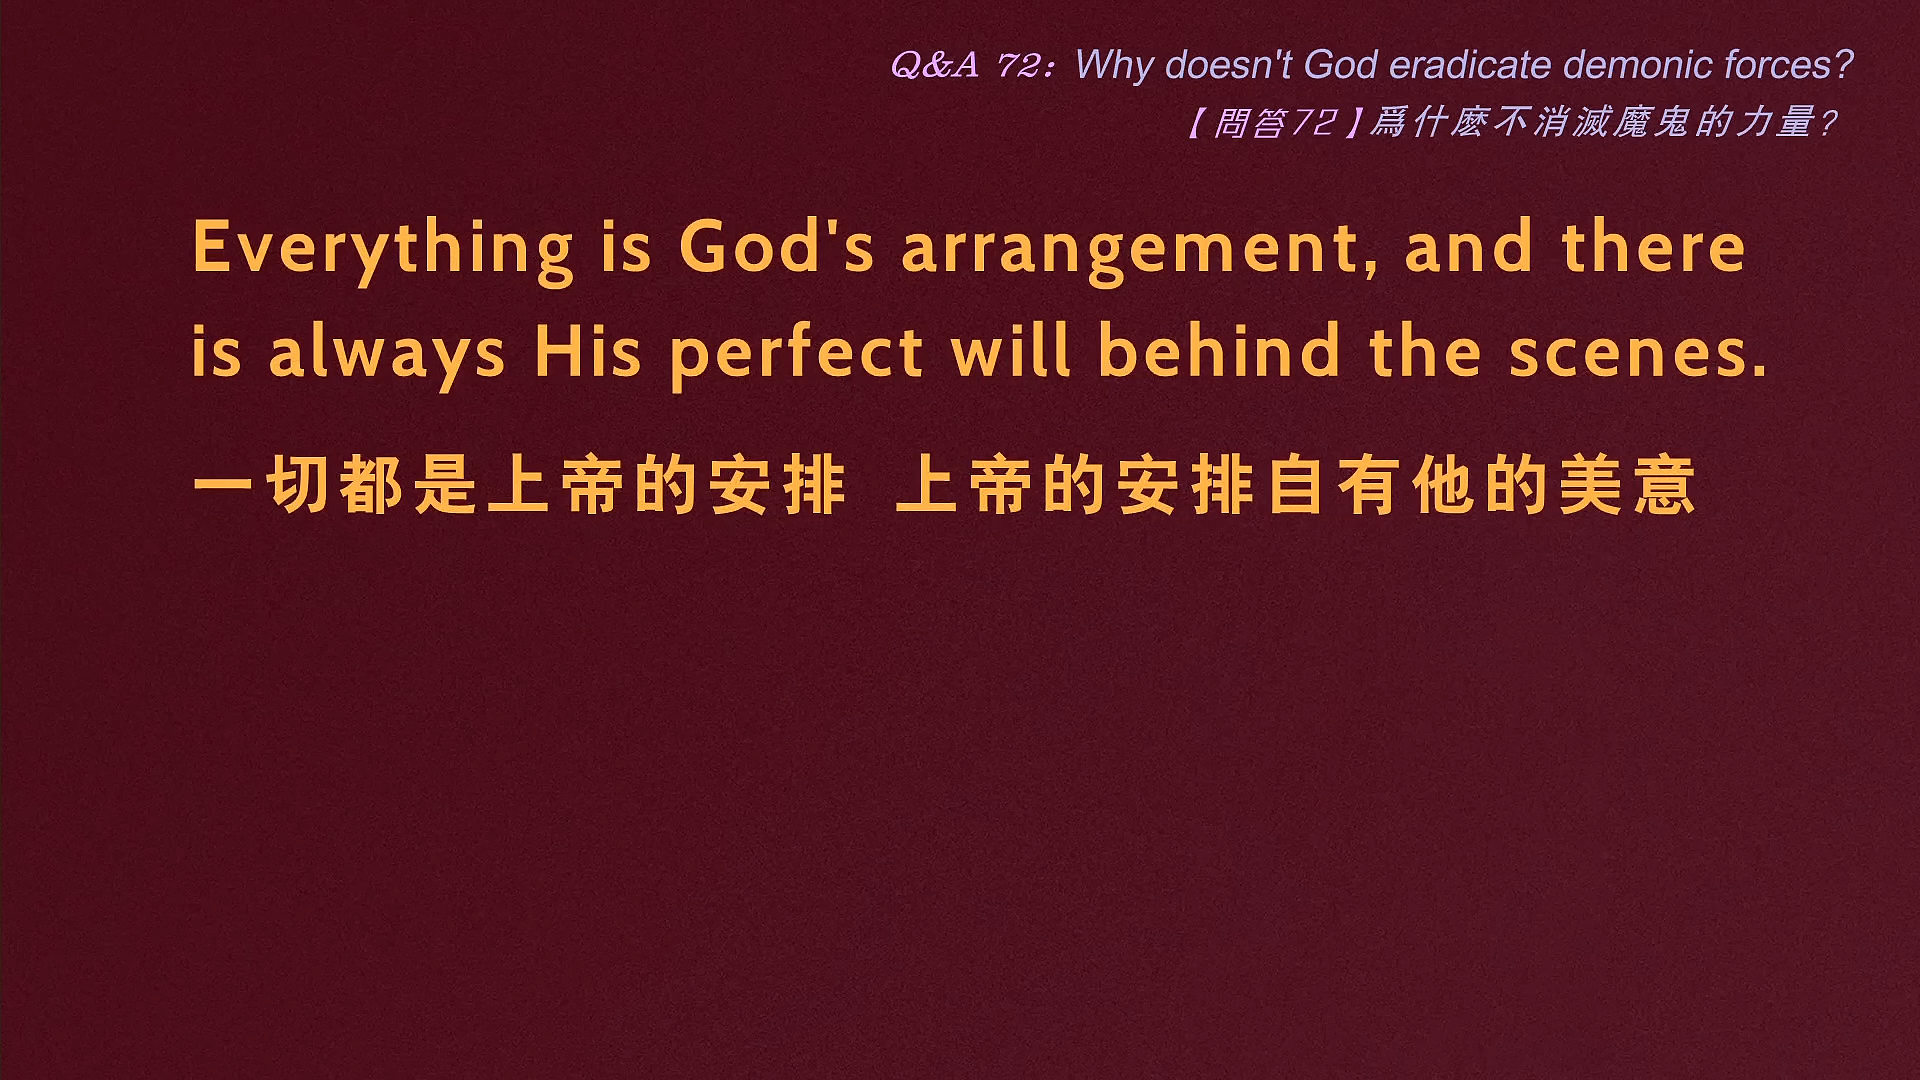 Q&A 72: Why doesn't God eradicate demonic forces?
【問答72】爲什麽不消滅魔鬼的力量？
Everything is God's arrangement, and there
is always His perfect will behind the scenes.
一切都是上帝的安排 上帝的安排自有他的美意